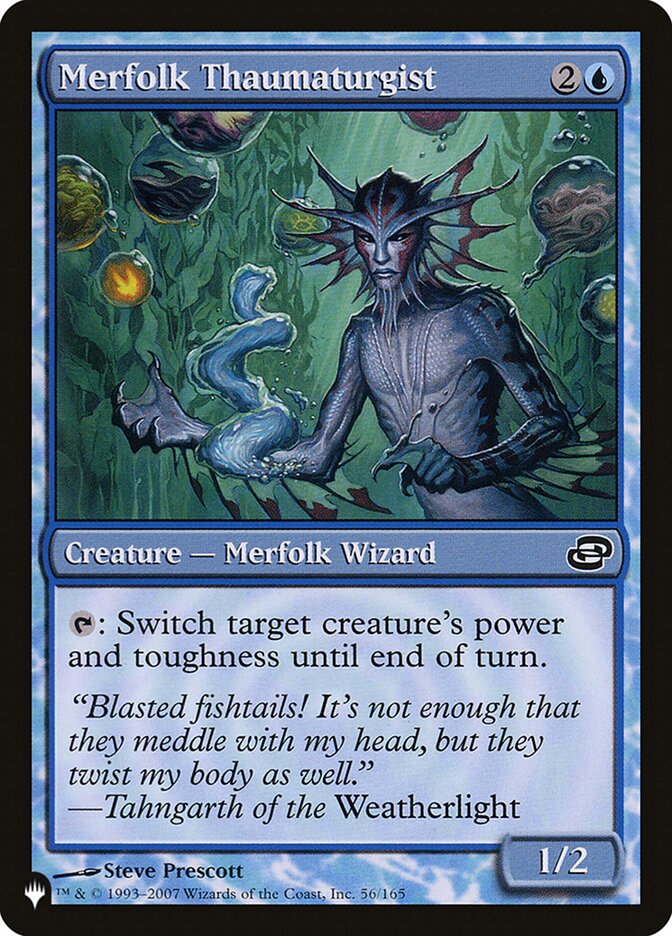 Merfolk Thaumaturgist 2
Creature — Merfolk Wizard
: Switch target creature's power
and toughness until end of turn.
“Blasted fishtails! It's not enough that
they meddle with my head, but they
twist my body as well.”
—Tahngarth of the Weatherlight
1/2
Steve Prescott
™ & © 1993–2007 Wizards of the Coast, Inc. 56/165